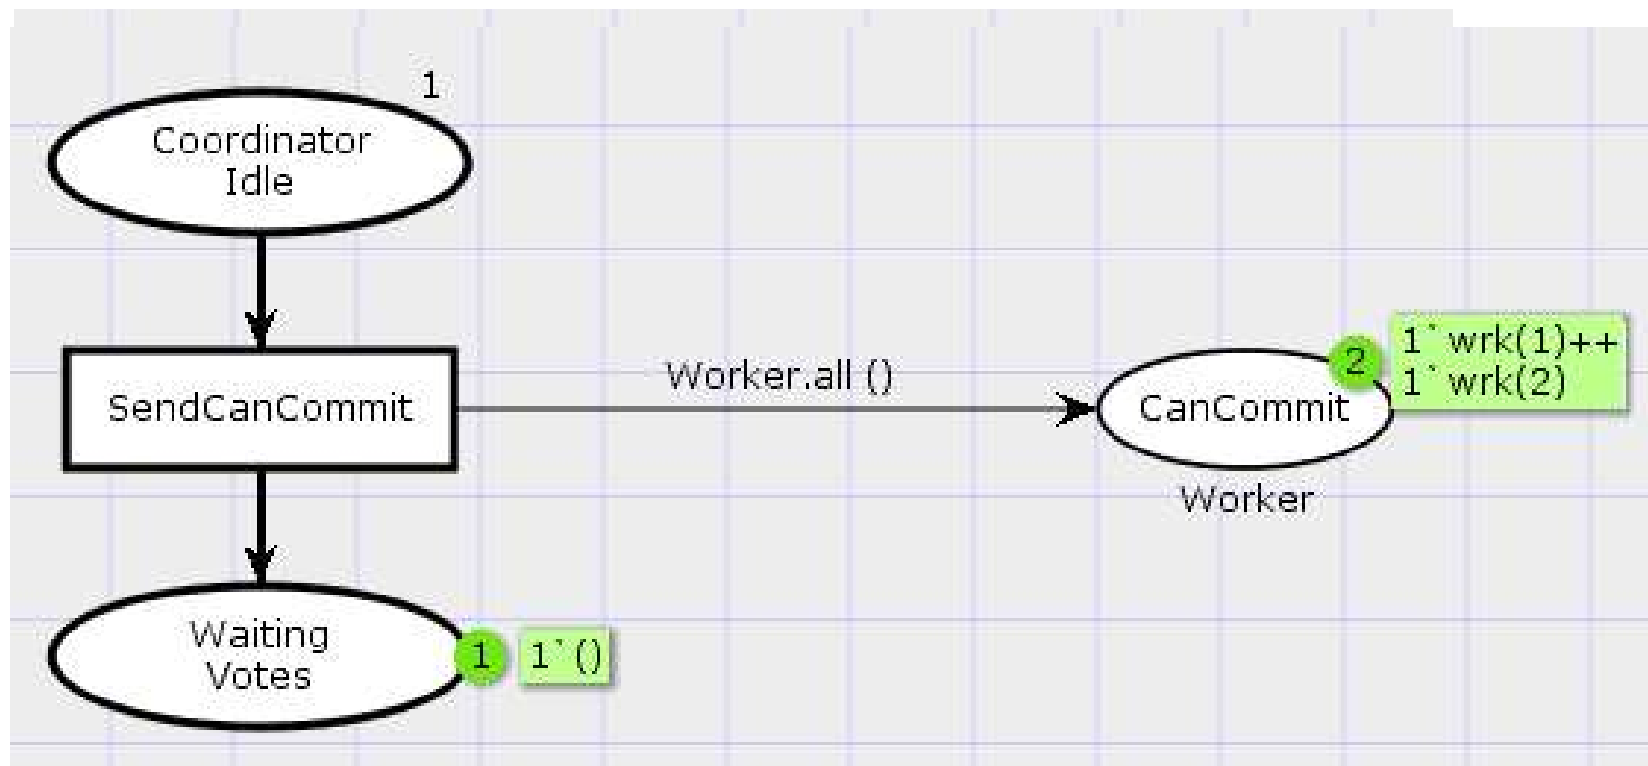 1
Coordinator
Idle
SendCanCommit
Worker.all ()
2
1`wrk(1)++
1`wrk(2)
CanCommit
Worker
Waiting
Votes
1
1`()